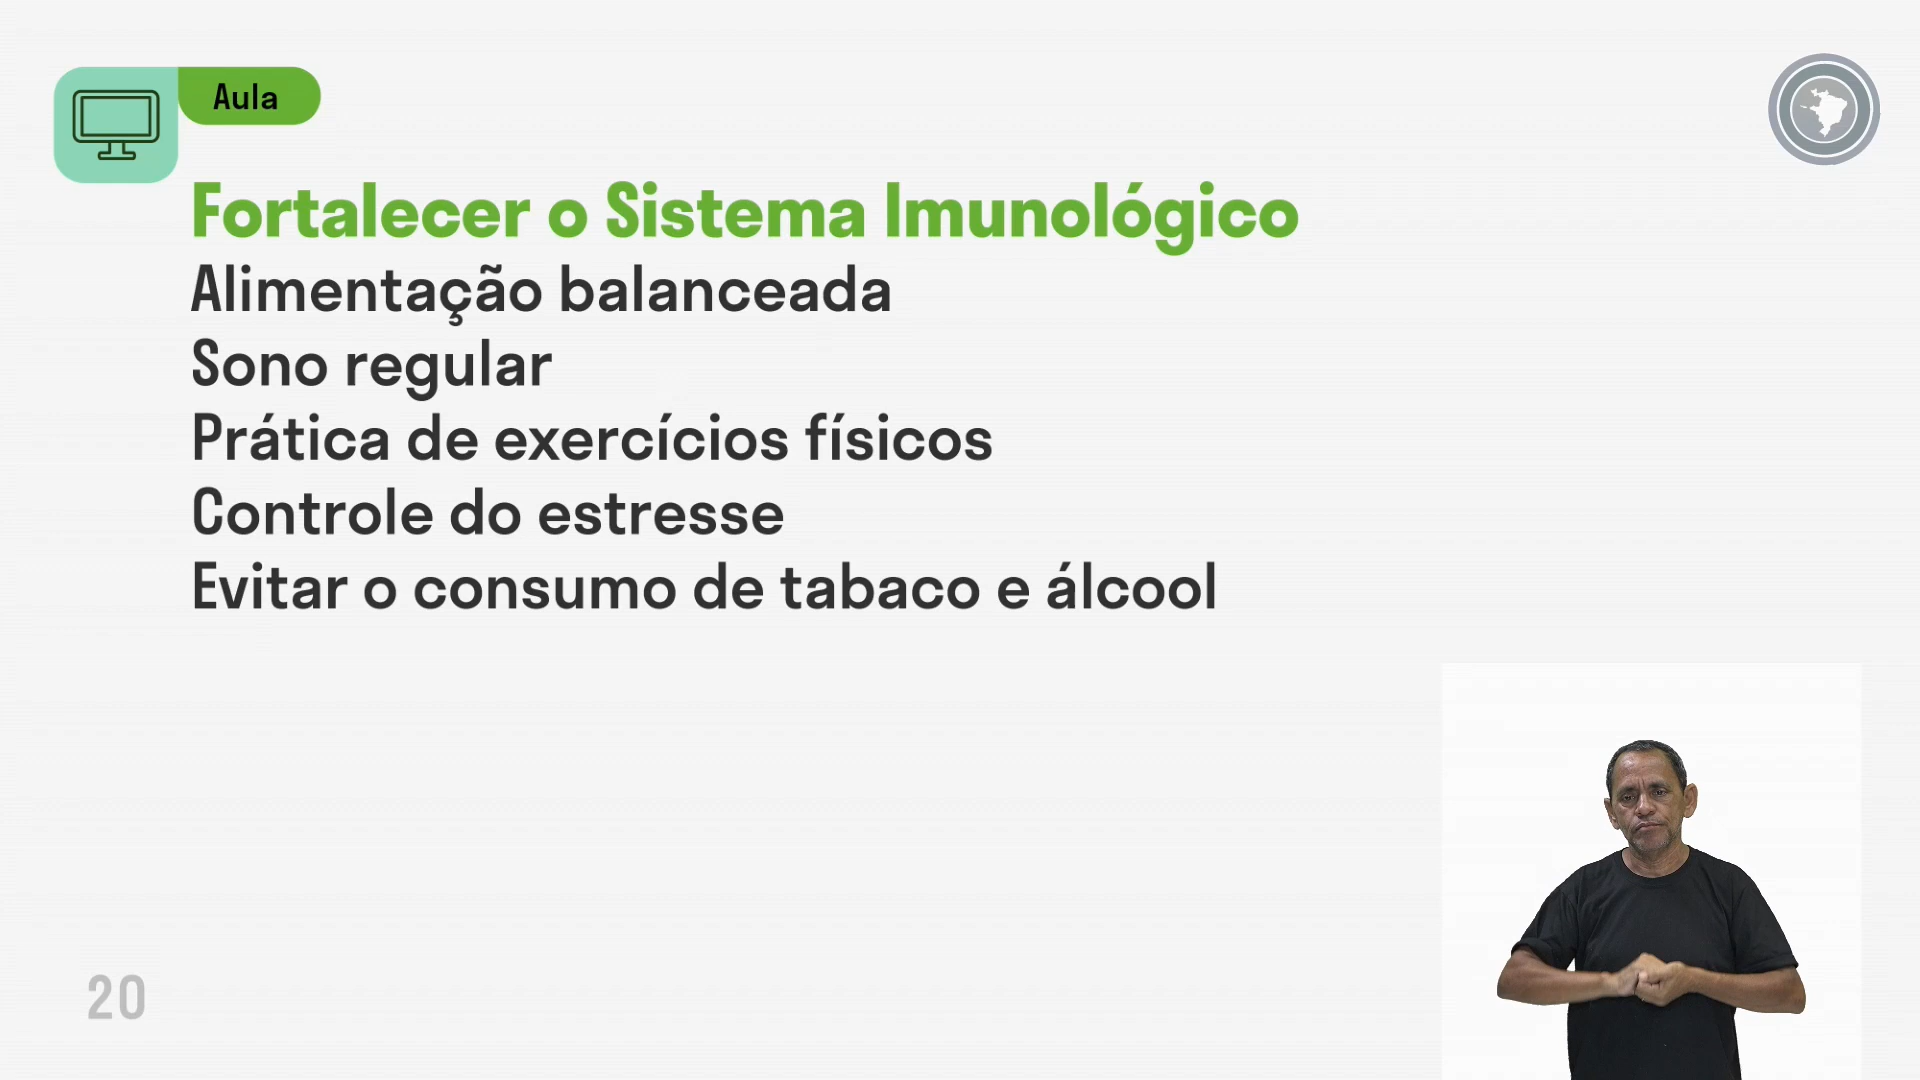 Aula
Fortalecer o Sistema Imunológico
Alimentação balanceada
Sono regular
Prática de exercícios físicos
Controle do estresse
Evitar o consumo de tabaco e álcool
20